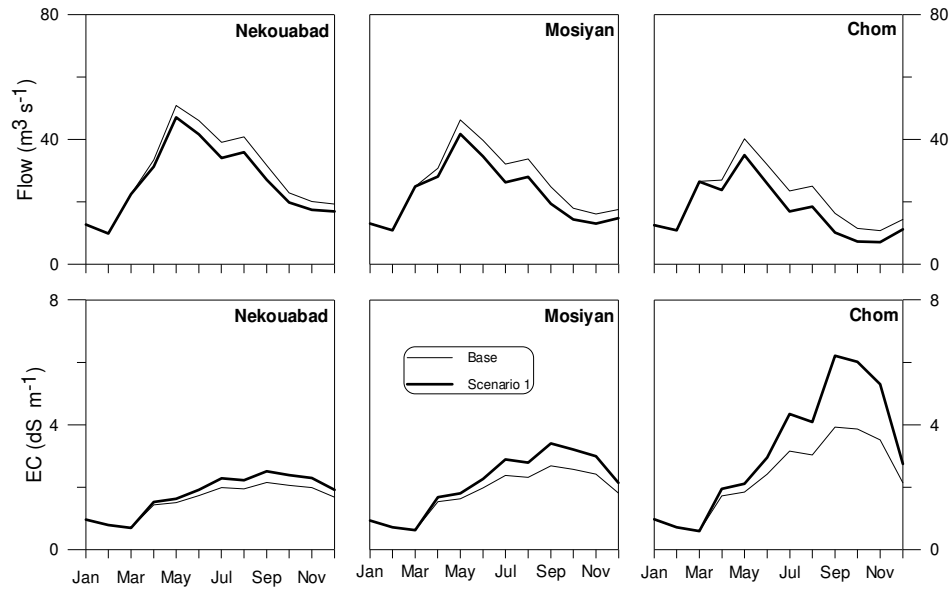 80
Nekouabad
Mosiyan
Chom
80
Flow (m3 s-1)
40
40
0
0
8
Nekouabad
Mosiyan
Chom
8
Base
Scenario 1
EC (dS m-1)
4
4
0
0
Jan Mar May Jul Sep Nov
Jan Mar May Jul Sep Nov
Jan Mar May Jul Sep Nov